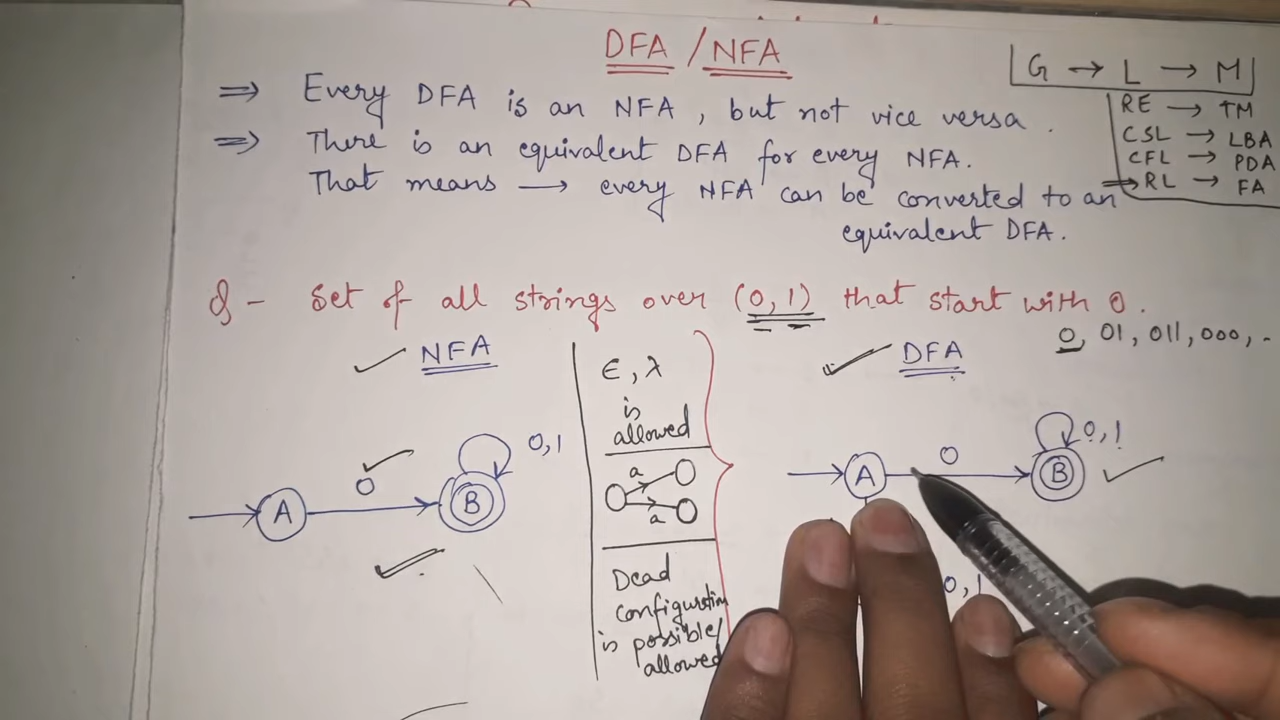 DFA / NFA
⇒ Every DFA is an NFA, but not vice versa.
⇒ There is an equivalent DFA for every NFA.
That means → every NFA can be converted to an
equivalent DFA.
G → L → M
RE → TM
CSL → LBA
CFL → PDA
⇒ RL → FA
Q - Set of all strings over (0, 1) that start with 0.
0, 01, 011, 000, ..
NFA
A
0
B
0, 1
ϵ, λ
is
allowed
a
a
Dead
configuration
is possible/
allowed
DFA
A
0
B
0, 1
0, 1